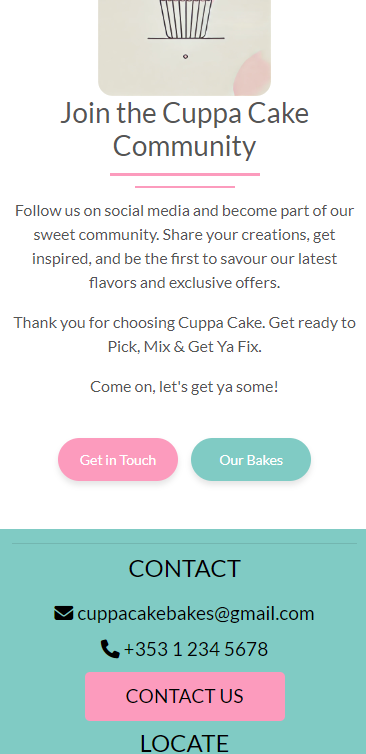 Join the Cuppa Cake
Community
Follow us on social media and become part of our
sweet community. Share your creations, get
inspired, and be the first to savour our latest
flavors and exclusive offers.
Thank you for choosing Cuppa Cake. Get ready to
Pick, Mix & Get Ya Fix.
Come on, let's get ya some!
Get in Touch
Our Bakes
CONTACT
cuppacakebakes@gmail.com
+353 1 234 5678
CONTACT US
LOCATE